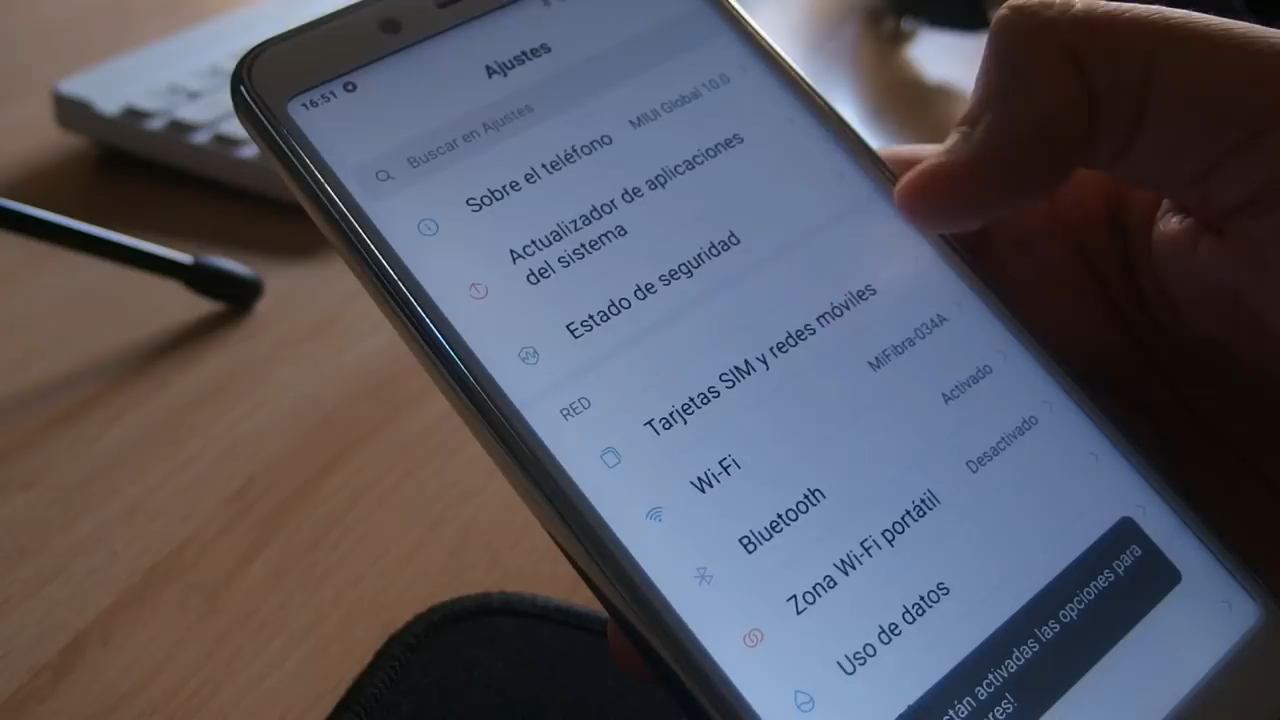 16:51
Ajustes
Buscar en Ajustes
Sobre el teléfono MIUI Global 10.0
Actualizador de aplicaciones
del sistema
Estado de seguridad
RED
Tarjetas SIM y redes móviles
Wi-Fi MiFibra-034A
Bluetooth Activado
Zona Wi-Fi portátil Desactivado
Uso de datos
están activadas las opciones para
res!